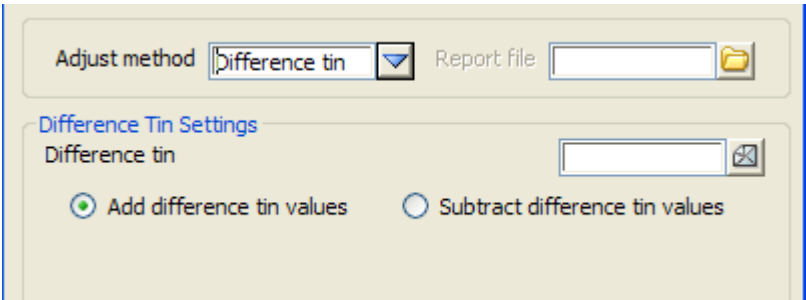 Adjust method Difference tin Report file
Difference Tin Settings
Difference tin
Add difference tin values Subtract difference tin values